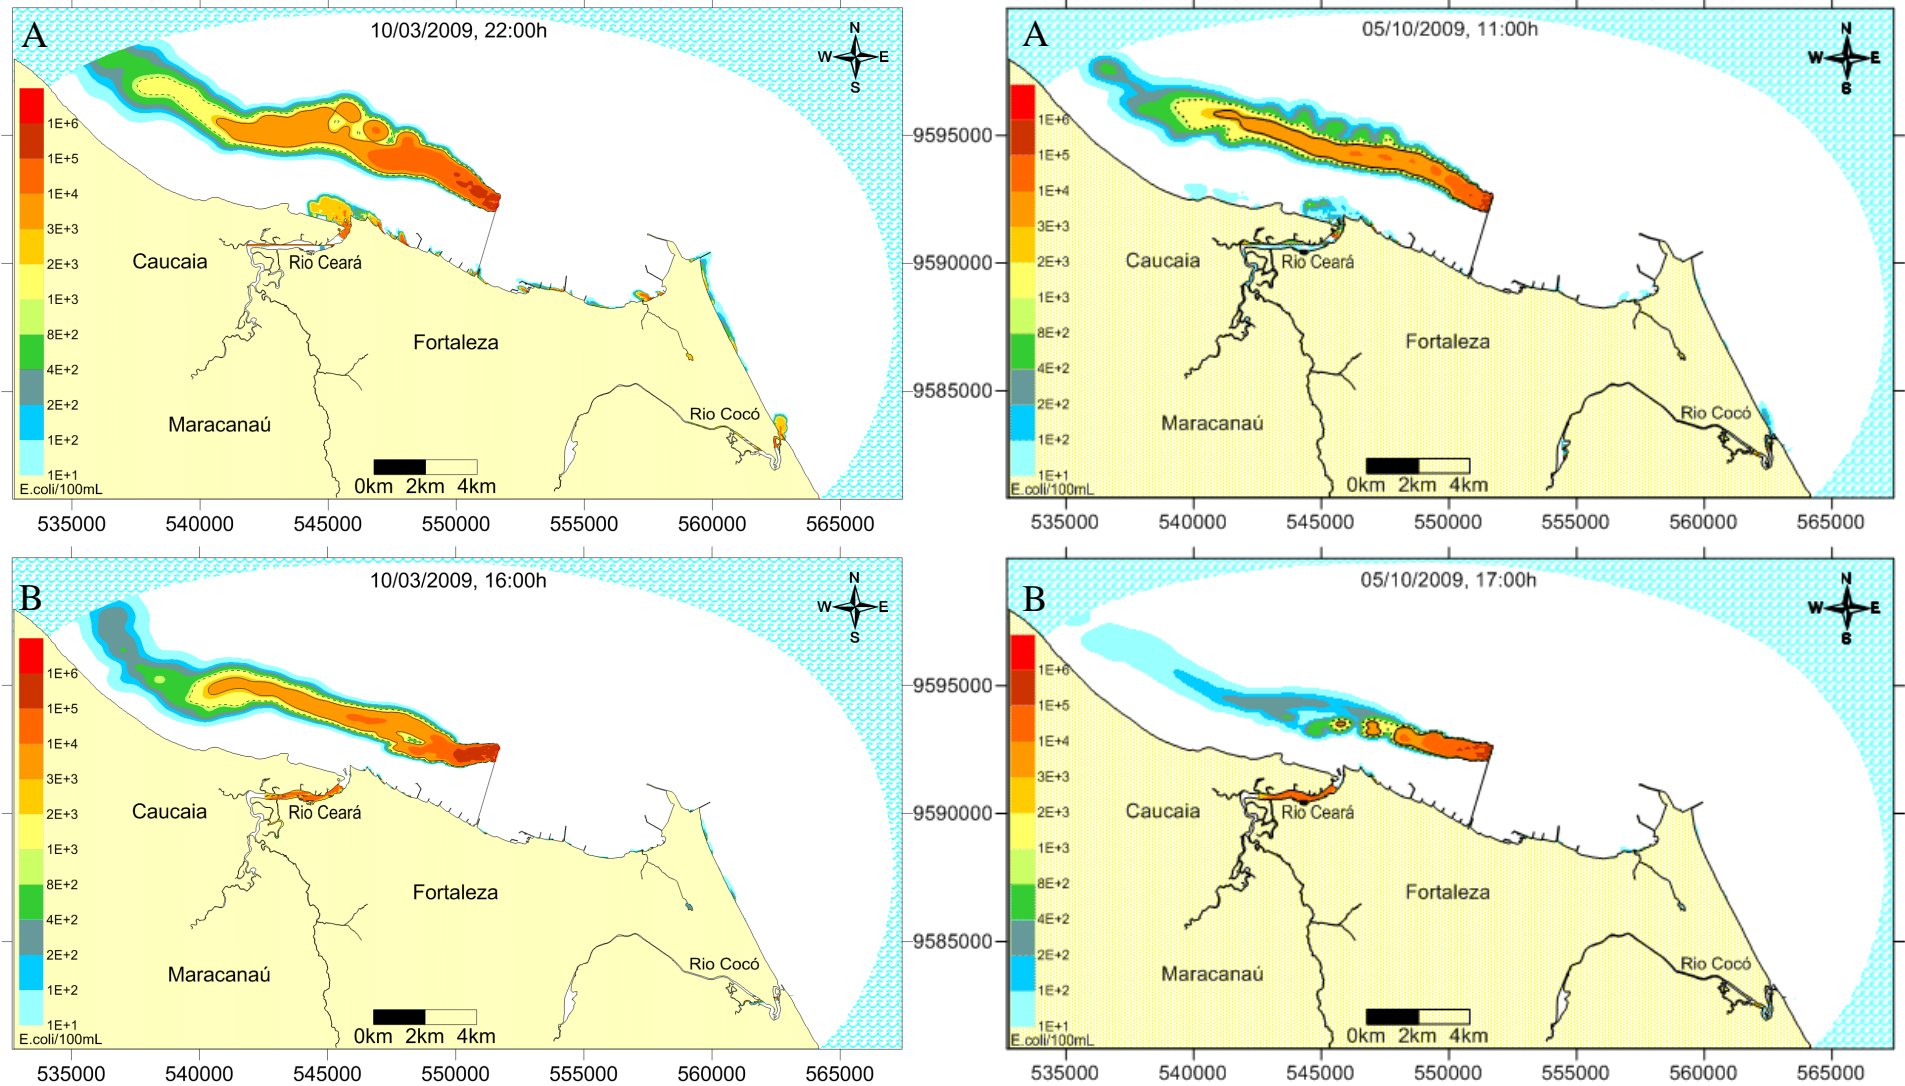 A
10/03/2009, 22:00h
N
W E
S
1E+6
1E+5
1E+4
3E+3
2E+3
1E+3
8E+2
4E+2
2E+2
1E+2
1E+1
E.coli/100mL
Caucaia
Rio Ceará
Fortaleza
Maracanaú
Rio Cocó
0km 2km 4km
535000 540000 545000 550000 555000 560000 565000
9595000
9590000
9585000
A
05/10/2009, 11:00h
N
W E
S
1E+6
1E+5
1E+4
3E+3
2E+3
1E+3
8E+2
4E+2
2E+2
1E+2
1E+1
E.coli/100mL
Caucaia
Rio Ceará
Fortaleza
Maracanaú
Rio Cocó
0km 2km 4km
535000 540000 545000 550000 555000 560000 565000
B
10/03/2009, 16:00h
N
W E
S
1E+6
1E+5
1E+4
3E+3
2E+3
1E+3
8E+2
4E+2
2E+2
1E+2
1E+1
E.coli/100mL
Caucaia
Rio Ceará
Fortaleza
Maracanaú
Rio Cocó
0km 2km 4km
535000 540000 545000 550000 555000 560000 565000
9595000
9590000
9585000
B
05/10/2009, 17:00h
N
W E
S
1E+6
1E+5
1E+4
3E+3
2E+3
1E+3
8E+2
4E+2
2E+2
1E+2
1E+1
E.coli/100mL
Caucaia
Rio Ceará
Fortaleza
Maracanaú
Rio Cocó
0km 2km 4km
535000 540000 545000 550000 555000 560000 565000